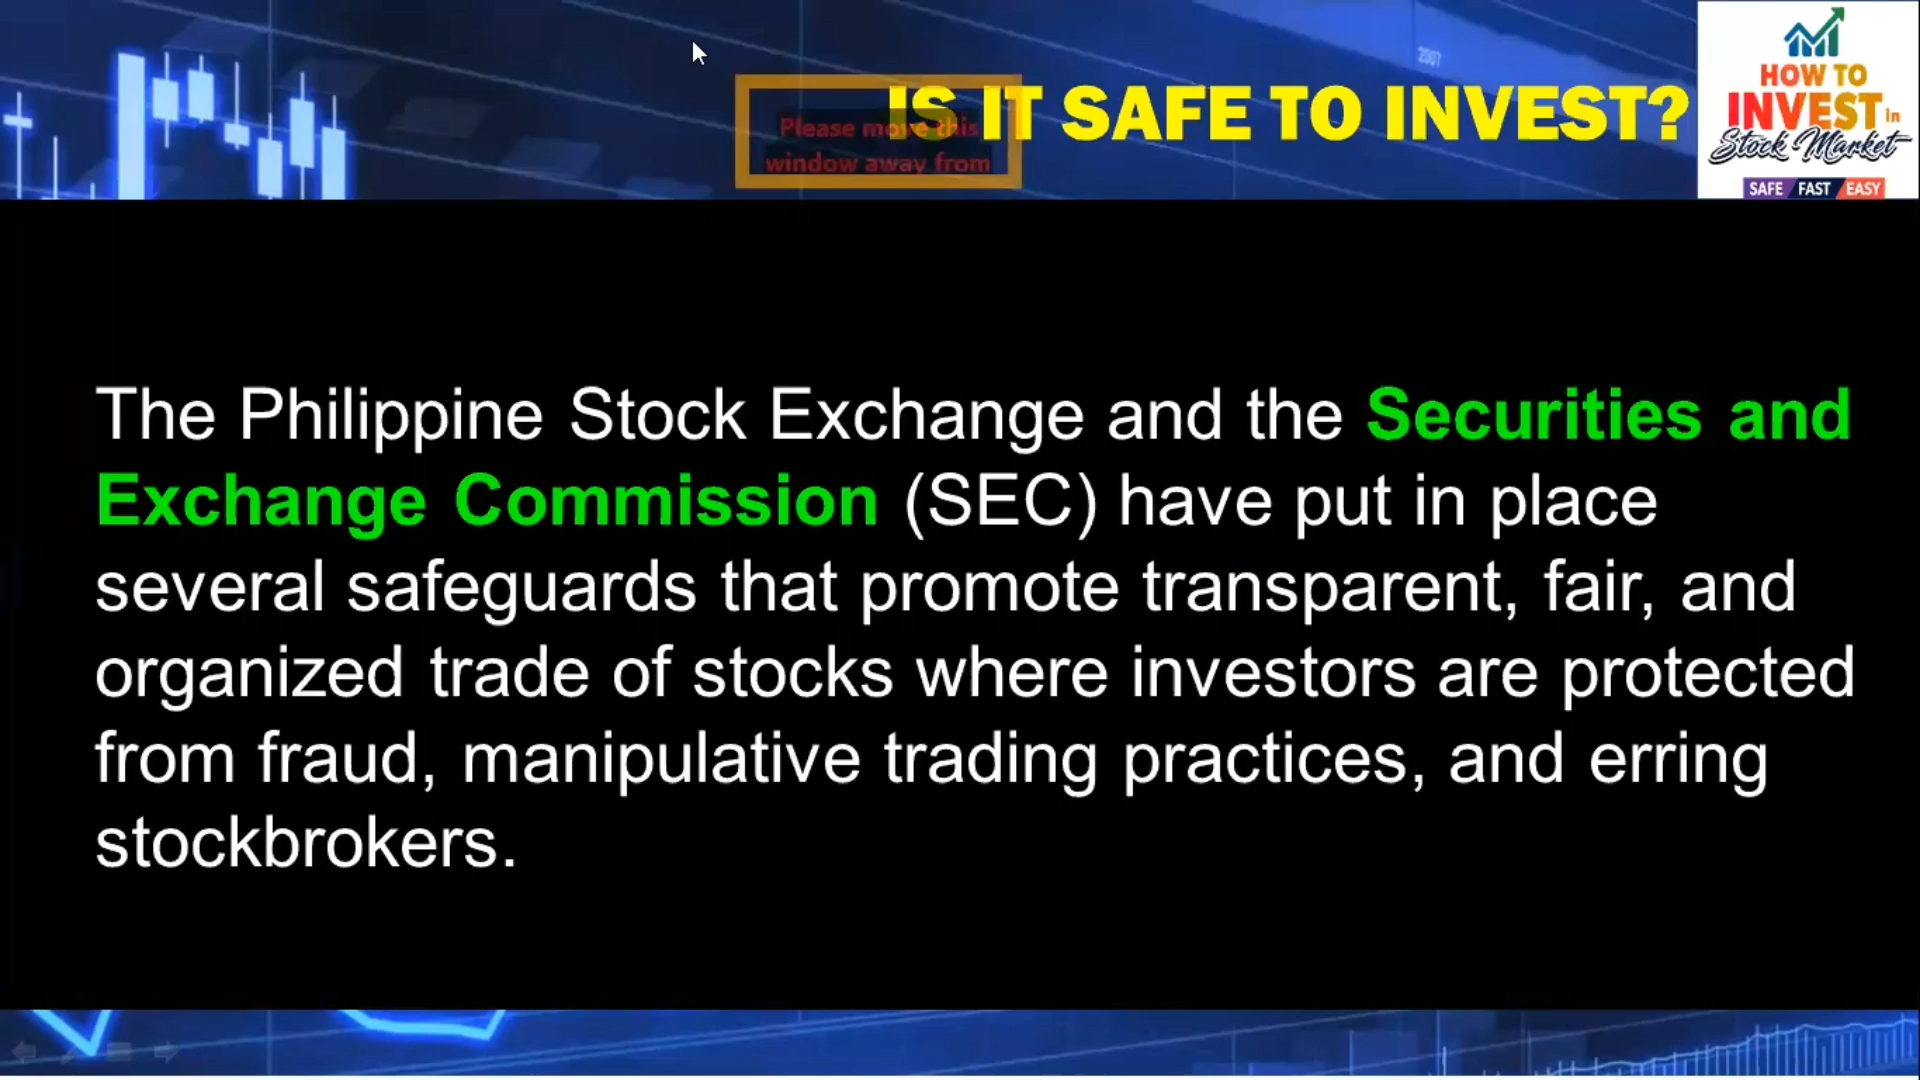 2007
IS IT SAFE TO INVEST?
Please move this
window away from
HOW TO
INVEST in
Stock Market
SAFE FAST EASY
The Philippine Stock Exchange and the Securities and
Exchange Commission (SEC) have put in place
several safeguards that promote transparent, fair, and
organized trade of stocks where investors are protected
from fraud, manipulative trading practices, and erring
stockbrokers.